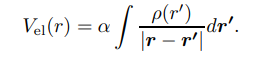 V_el(r) = α ∫ ρ(r′) / |r − r′| dr′.